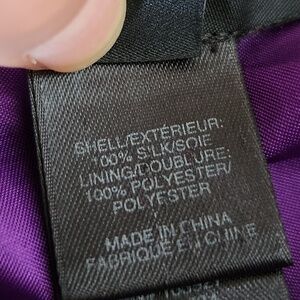 SHELL/EXTÉRIEUR:
100% SILK/SOIE
LINING/DOUBLURE:
100% POLYESTER/
POLYESTER
MADE IN CHINA
FABRIQUÉ EN CHINE